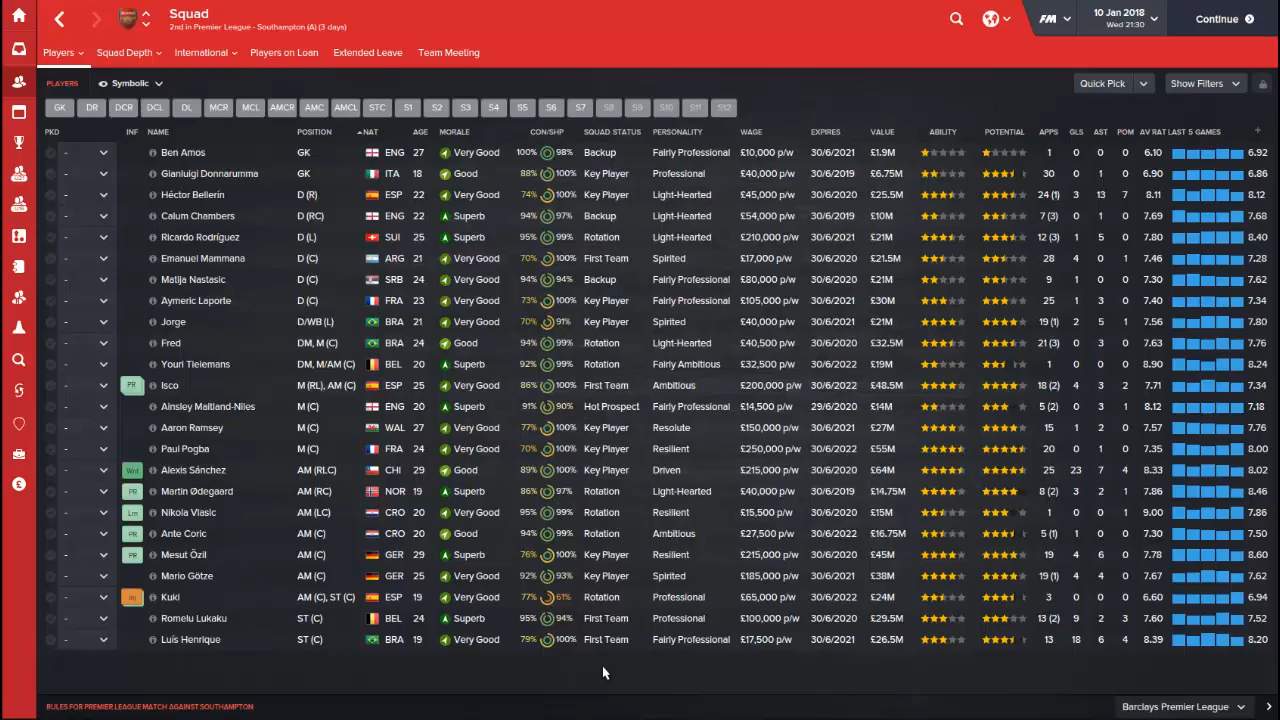 Squad
2nd in Premier League - Southampton (A) (3 days)
FM
10 Jan 2018
Wed 21:30
Continue
Players
Squad Depth
International
Players on Loan
Extended Leave
Team Meeting
PLAYERS Symbolic Quick Pick Show Filters
GK DR DCR DCL DL MCR MCL AMCR AMC AMCL STC S1 S2 S3 S4 S5 S6 S7 S8 S9 S10 S11 S12
PKD INF NAME POSITION NAT AGE MORALE CON/SHP SQUAD STATUS PERSONALITY WAGE EXPIRES VALUE ABILITY POTENTIAL APPS GLS AST POM AV RAT LAST 5 GAMES +
- Ben Amos GK ENG 27 Very Good 100% 98% Backup Fairly Professional £10,000 p/w 30/6/2021 £1.9M 1 0 0 0 6.10 6.92
- Gianluigi Donnarumma GK ITA 18 Good 88% 100% Key Player Professional £40,000 p/w 30/6/2019 £6.75M 30 0 1 0 6.90 6.86
- Héctor Bellerín D (R) ESP 22 Very Good 74% 100% Key Player Light-Hearted £45,000 p/w 30/6/2019 £25.5M 24 (1) 3 13 7 8.11 8.12
- Calum Chambers D (RC) ENG 22 Superb 94% 97% Backup Light-Hearted £54,000 p/w 30/6/2019 £10M 7 (3) 0 1 0 7.69 7.68
- Ricardo Rodríguez D (L) SUI 25 Superb 95% 99% Rotation Light-Hearted £210,000 p/w 30/6/2021 £21M 12 (3) 1 5 1 7.80 8.40
- Emanuel Mammana D (C) ARG 21 Very Good 70% 100% First Team Spirited £17,000 p/w 30/6/2021 £21.5M 28 4 1 0 7.46 7.28
- Matija Nastasic D (C) SRB 24 Very Good 94% 94% Backup Fairly Professional £80,000 p/w 30/6/2021 £21M 9 1 0 0 7.30 7.62
- Aymeric Laporte D (C) FRA 23 Very Good 73% 100% Key Player Fairly Professional £105,000 p/w 30/6/2021 £30M 25 1 3 0 7.40 7.34
- Jorge D/WB (L) BRA 21 Very Good 70% 91% Key Player Spirited £40,000 p/w 30/6/2021 £21M 19 (1) 2 5 1 7.56 7.80
- Fred DM, M (C) BRA 24 Good 94% 99% Rotation Light-Hearted £40,500 p/w 30/6/2022 £32.5M 21 (3) 0 3 0 7.63 7.76
- Youri Tielemans DM, M/AM (C) BEL 20 Superb 92% 99% Rotation Fairly Ambitious £32,500 p/w 30/6/2022 £19M 1 0 1 0 8.90 8.24
- PR Isco M (RL), AM (C) ESP 25 Very Good 86% 100% First Team Ambitious £200,000 p/w 30/6/2022 £48.5M 18 (2) 4 3 2 7.71 7.34
- Ainsley Maitland-Niles M (C) ENG 20 Superb 91% 90% Hot Prospect Fairly Professional £14,500 p/w 29/6/2020 £14M 5 (2) 0 3 1 8.12 7.18
- Aaron Ramsey M (C) WAL 27 Very Good 77% 100% Key Player Resolute £150,000 p/w 30/6/2021 £27M 15 1 2 0 7.57 7.76
- Paul Pogba M (C) FRA 24 Very Good 70% 100% Key Player Resilient £250,000 p/w 30/6/2022 £55M 20 0 1 0 7.35 8.00
- Wnt Alexis Sánchez AM (RLC) CHI 29 Good 89% 100% Key Player Driven £215,000 p/w 30/6/2021 £64M 25 23 7 4 8.33 8.02
- PR Martin Ødegaard AM (RC) NOR 19 Superb 86% 97% Rotation Light-Hearted £40,000 p/w 30/6/2019 £14.75M 8 (2) 3 2 1 7.86 8.46
- Lrn Nikola Vlasic AM (LC) CRO 20 Very Good 95% 99% Rotation Resilient £15,500 p/w 30/6/2021 £15M 1 0 1 0 9.00 7.86
- PR Ante Coric AM (C) CRO 20 Good 94% 99% Rotation Ambitious £27,500 p/w 30/6/2022 £16.75M 5 (1) 1 0 0 7.30 7.50
- PR Mesut Özil AM (C) GER 29 Superb 76% 100% Key Player Resilient £215,000 p/w 30/6/2021 £45M 19 4 6 0 7.78 8.60
- Mario Götze AM (C) GER 25 Very Good 92% 93% Key Player Spirited £185,000 p/w 30/6/2021 £38M 19 (1) 4 4 0 7.67 7.62
- Inj Kuki AM (C), ST (C) ESP 19 Very Good 77% 61% Rotation Professional £65,000 p/w 30/6/2022 £24M 3 0 0 0 6.60 6.94
- Romelu Lukaku ST (C) BEL 24 Superb 95% 94% First Team Professional £100,000 p/w 30/6/2021 £29.5M 13 (2) 9 2 3 7.60 7.52
- Luís Henrique ST (C) BRA 19 Very Good 79% 100% First Team Fairly Professional £17,500 p/w 30/6/2021 £26.5M 13 18 6 4 8.39 8.20
RULES FOR PREMIER LEAGUE MATCH AGAINST SOUTHAMPTON Barclays Premier League